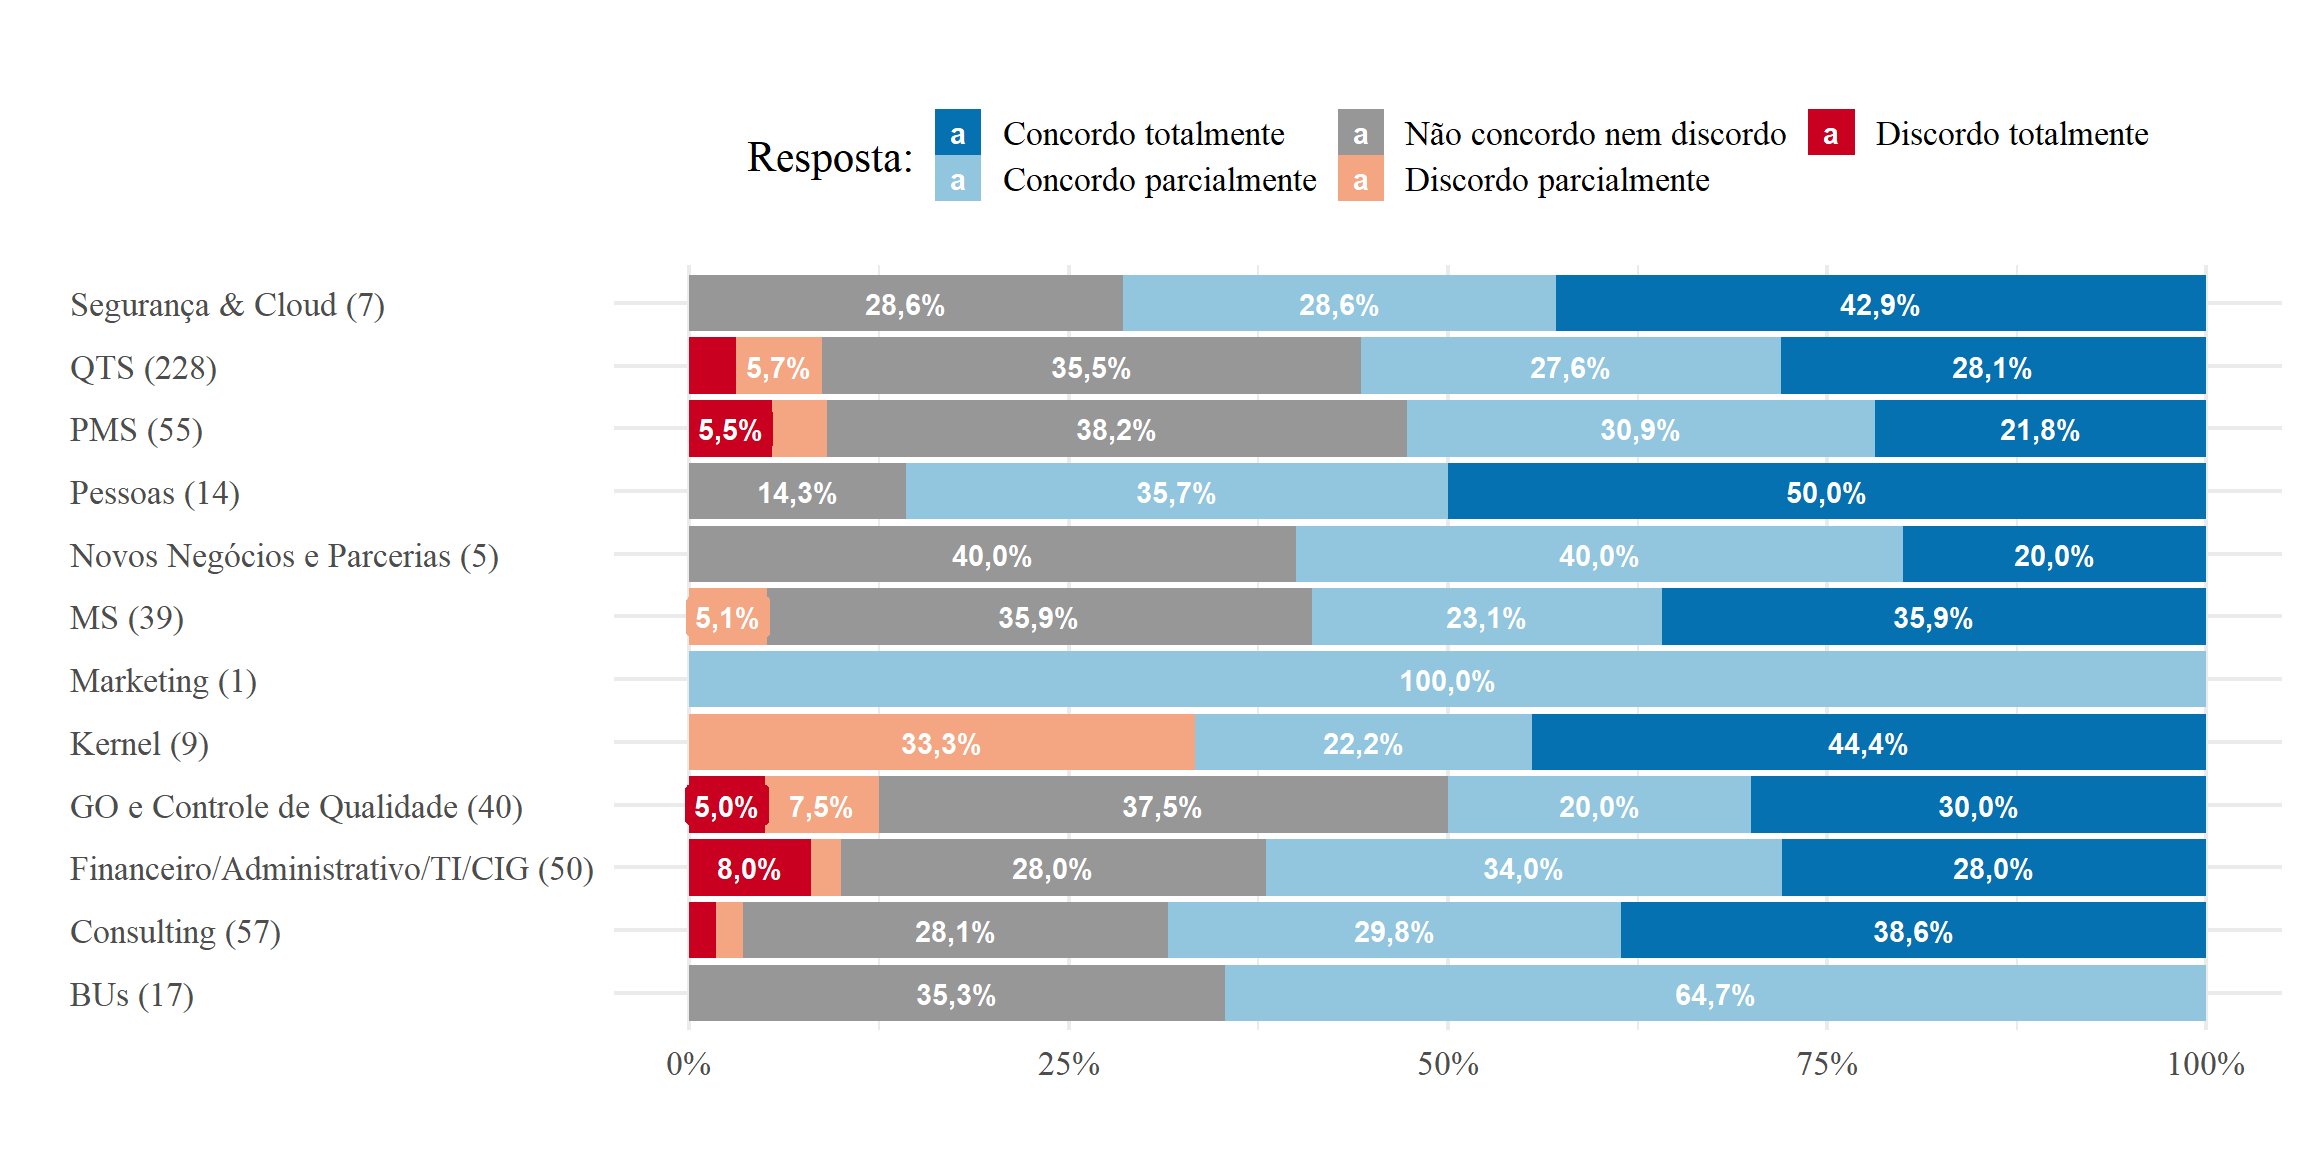 Resposta:
a Concordo totalmente a Não concordo nem discordo a Discordo totalmente
a Concordo parcialmente a Discordo parcialmente
Segurança & Cloud (7) 28,6% 28,6% 42,9%
QTS (228) 5,7% 35,5% 27,6% 28,1%
PMS (55) 5,5% 38,2% 30,9% 21,8%
Pessoas (14) 14,3% 35,7% 50,0%
Novos Negócios e Parcerias (5) 40,0% 40,0% 20,0%
MS (39) 5,1% 35,9% 23,1% 35,9%
Marketing (1) 100,0%
Kernel (9) 33,3% 22,2% 44,4%
GO e Controle de Qualidade (40) 5,0% 7,5% 37,5% 20,0% 30,0%
Financeiro/Administrativo/TI/CIG (50) 8,0% 28,0% 34,0% 28,0%
Consulting (57) 28,1% 29,8% 38,6%
BUs (17) 35,3% 64,7%
0% 25% 50% 75% 100%